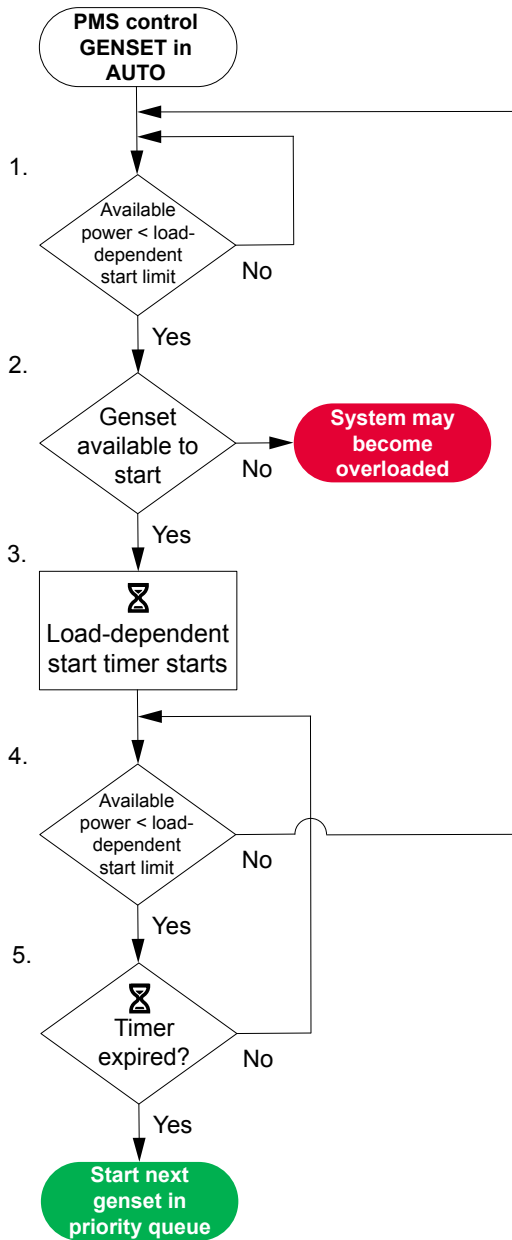 PMS control
GENSET in
AUTO
1.
Available
power < load-
dependent
start limit
No
Yes
2.
Genset
available to
start
No
System may
become
overloaded
Yes
3.
Load-dependent
start timer starts
4.
Available
power < load-
dependent
start limit
No
Yes
5.
Timer
expired?
No
Yes
Start next
genset in
priority queue